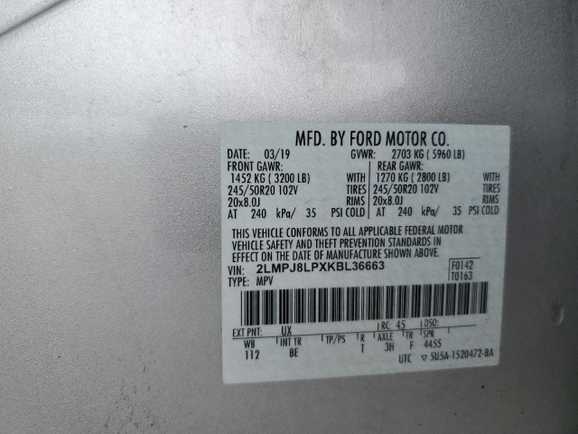 MFD. BY FORD MOTOR CO.
DATE: 03/19 GVWR: 2703 KG ( 5960 LB)
FRONT GAWR: REAR GAWR:
1452 KG ( 3200 LB) WITH 1270 KG ( 2800 LB) WITH
245/50R20 102V TIRES 245/50R20 102V TIRES
20x8.0J RIMS 20x8.0J RIMS
AT 240 kPa/ 35 PSI COLD AT 240 kPa/ 35 PSI COLD
THIS VEHICLE CONFORMS TO ALL APPLICABLE FEDERAL MOTOR
VEHICLE SAFETY AND THEFT PREVENTION STANDARDS IN
EFFECT ON THE DATE OF MANUFACTURE SHOWN ABOVE.
VIN: 2LMPJ8LPXKBL36663 F0142
TYPE: MPV T0163
EXT PNT: UX RC: 45 DSO:
WB INT TR TP/PS R AXLE TR SPR
112 BE 1 3H F 4455
UTC ▽ 5U5A-1520472-BA